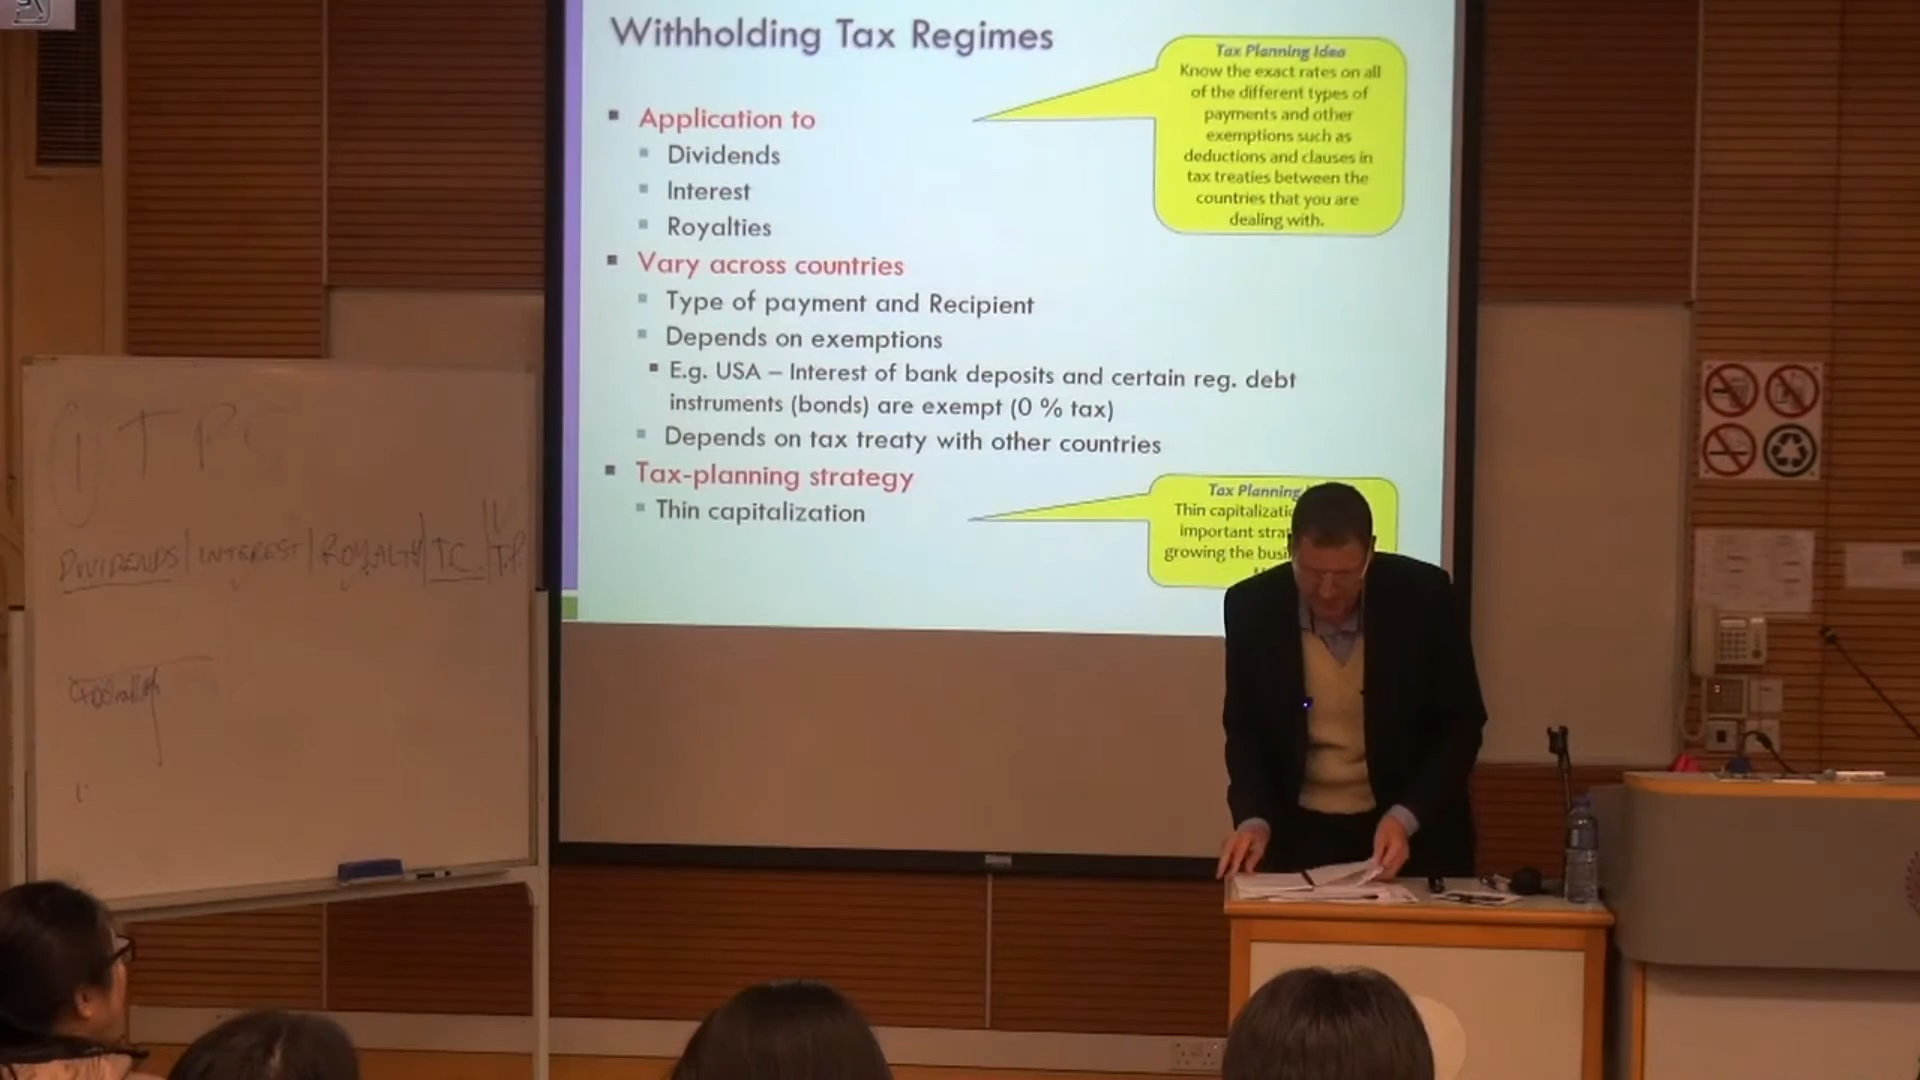 Withholding Tax Regimes
Application to
Dividends
Interest
Royalties
Vary across countries
Type of payment and Recipient
Depends on exemptions
E.g. USA – Interest of bank deposits and certain reg. debt
instruments (bonds) are exempt (0 % tax)
Depends on tax treaty with other countries
Tax-planning strategy
Thin capitalization
Tax Planning Idea
Know the exact rates on all
of the different types of
payments and other
exemptions such as
deductions and clauses in
tax treaties between the
countries that you are
dealing with.
Tax Planning
Thin
important
growing the
DIVIDENDS | INTEREST | ROYALTY | T.C. | T.P.